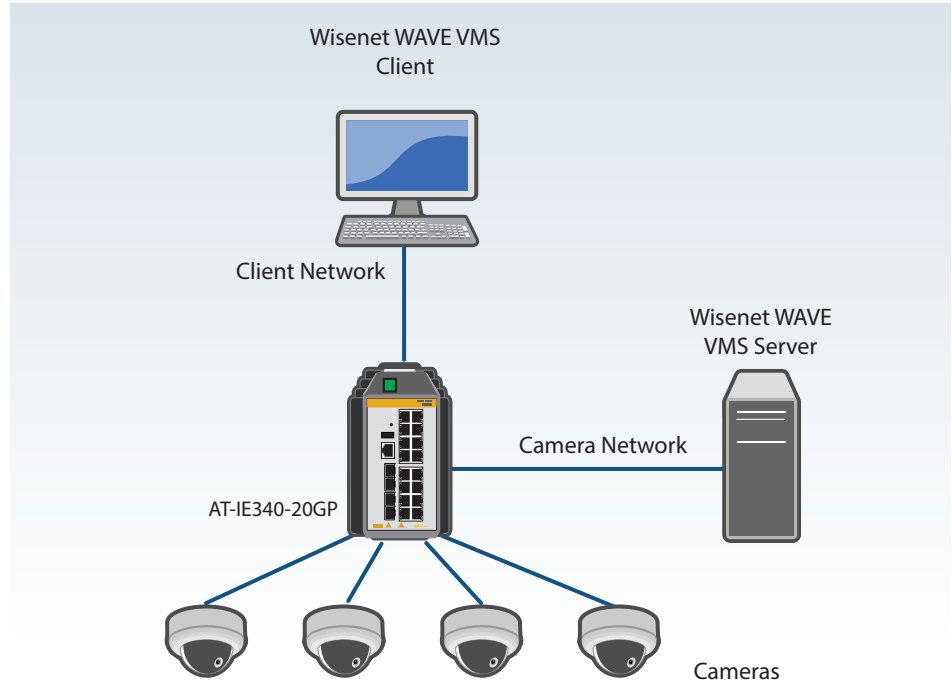 Wisenet WAVE VMS
Client
Client Network
Wisenet WAVE
VMS Server
Camera Network
AT-IE340-20GP
Cameras